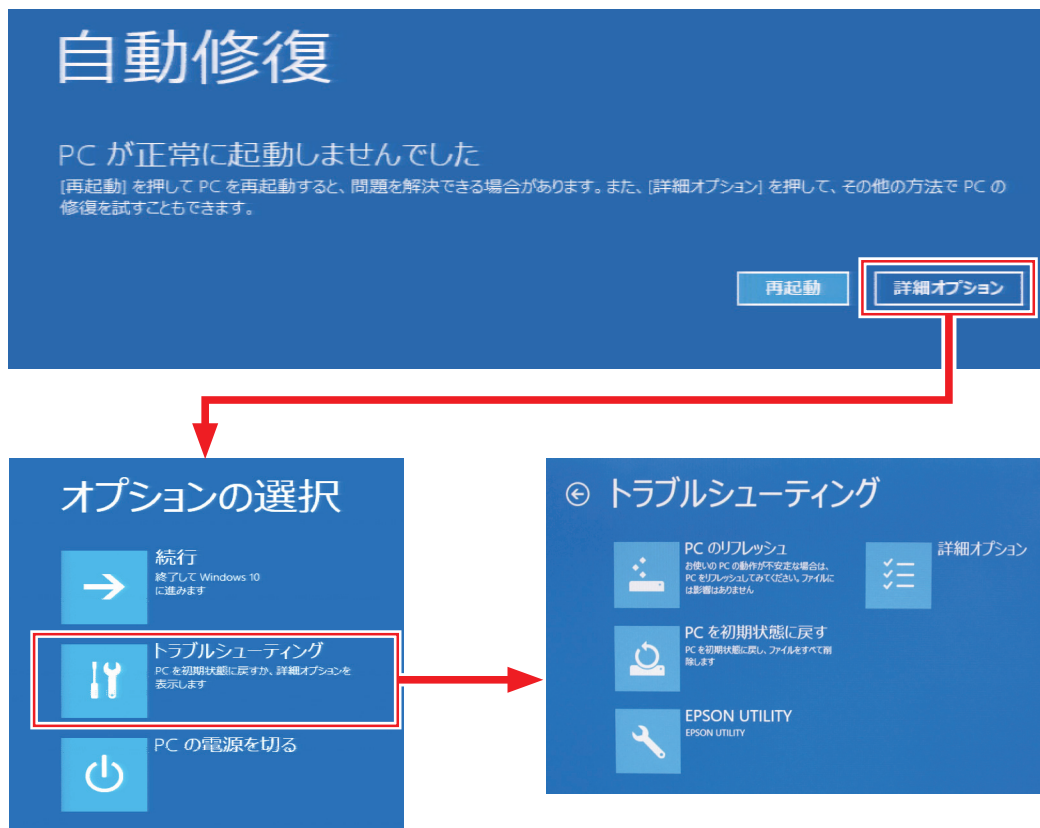 自動修復
PC が正常に起動しませんでした
[再起動] を押して PC を再起動すると、問題を解決できる場合があります。また、[詳細オプション] を押して、その他の方法で PC の
修復を試すこともできます。
再起動
詳細オプション
オプションの選択
続行
終了して Windows 10
に進みます
トラブルシューティング
PC を初期状態に戻すか、詳細オプションを
表示します
PC の電源を切る
トラブルシューティング
PC のリフレッシュ
お使いの PC の動作が不安定な場合は、
PC をリフレッシュしてみてください。ファイルに
は影響はありません
PC を初期状態に戻す
PC を初期状態に戻し、ファイルをすべて削
除します
EPSON UTILITY
EPSON UTILITY
詳細オプション